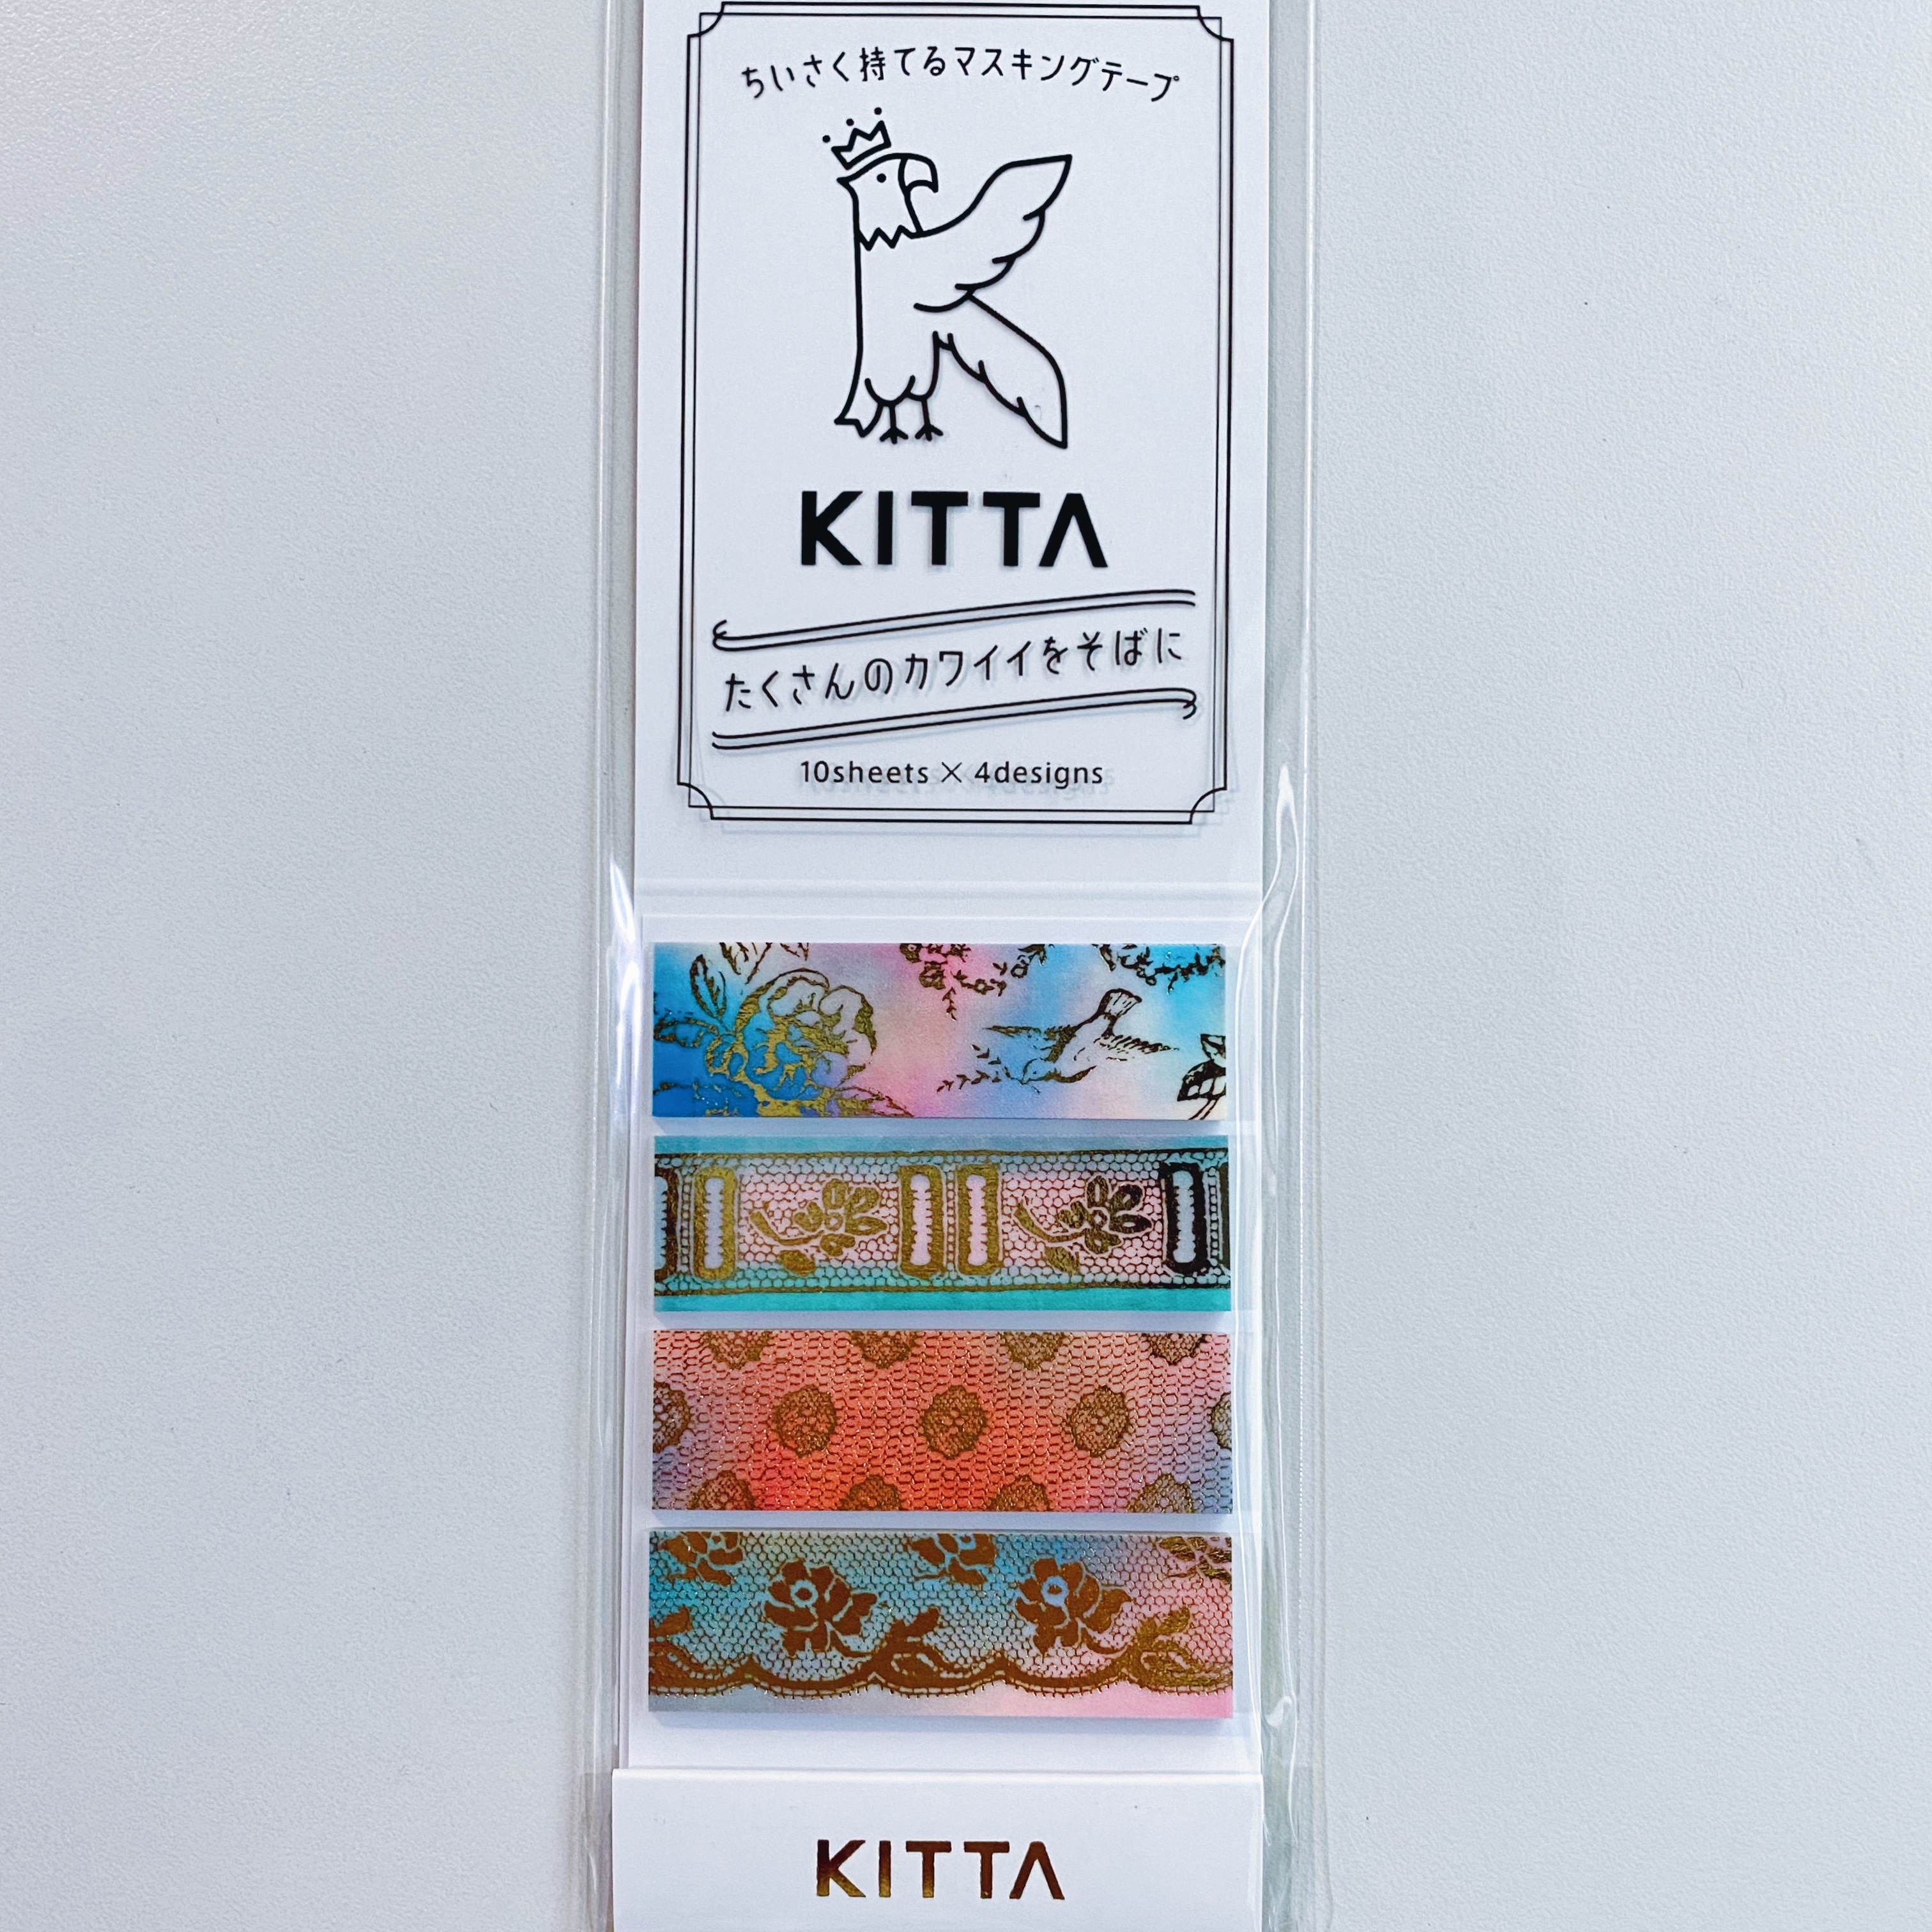 ちいさく持てるマスキングテープ
KITTA
たくさんのカワイイをそばに
10sheets × 4designs
KITTA